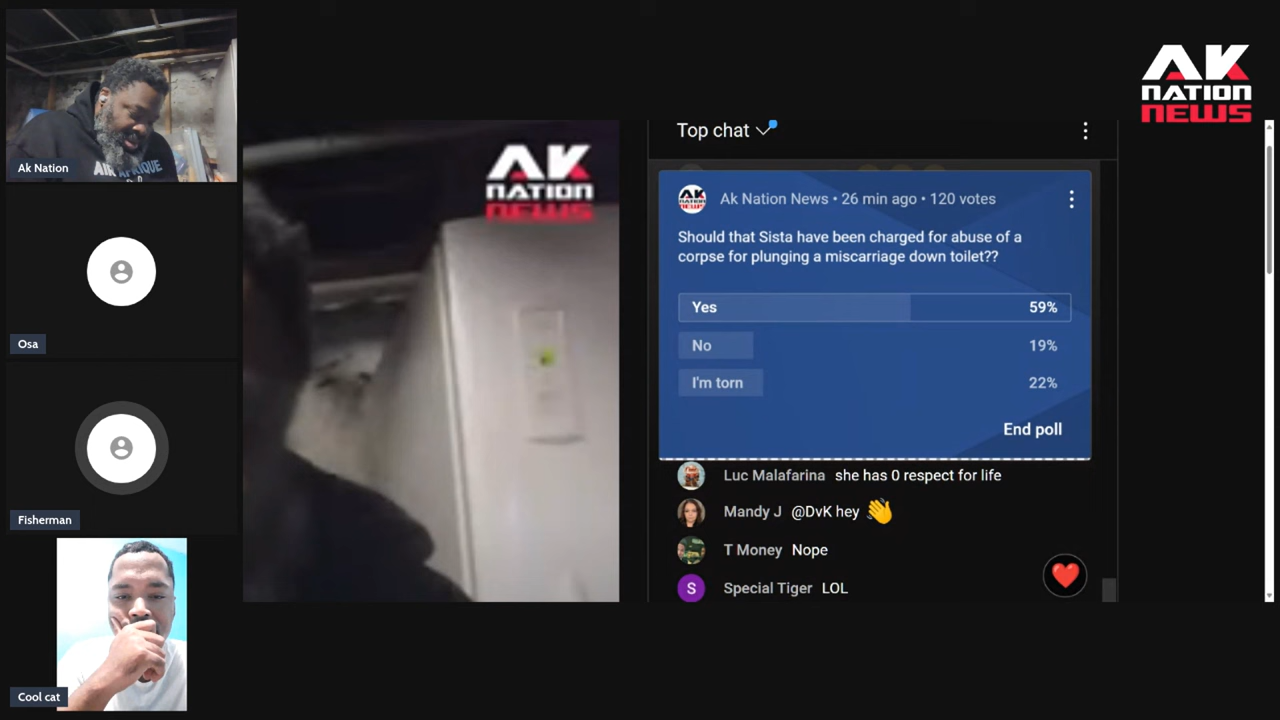 AIR AFRIQUE
Ak Nation
Osa
Fisherman
Cool cat
AK
NATION
NEWS
Top chat
AK
NATION
NEWS
Ak Nation News • 26 min ago • 120 votes
Should that Sista have been charged for abuse of a
corpse for plunging a miscarriage down toilet??
Yes 59%
No 19%
I'm torn 22%
End poll
Luc Malafarina she has 0 respect for life
Mandy J @DvK hey 👋
T Money Nope
S Special Tiger LOL
AK
NATION
NEWS